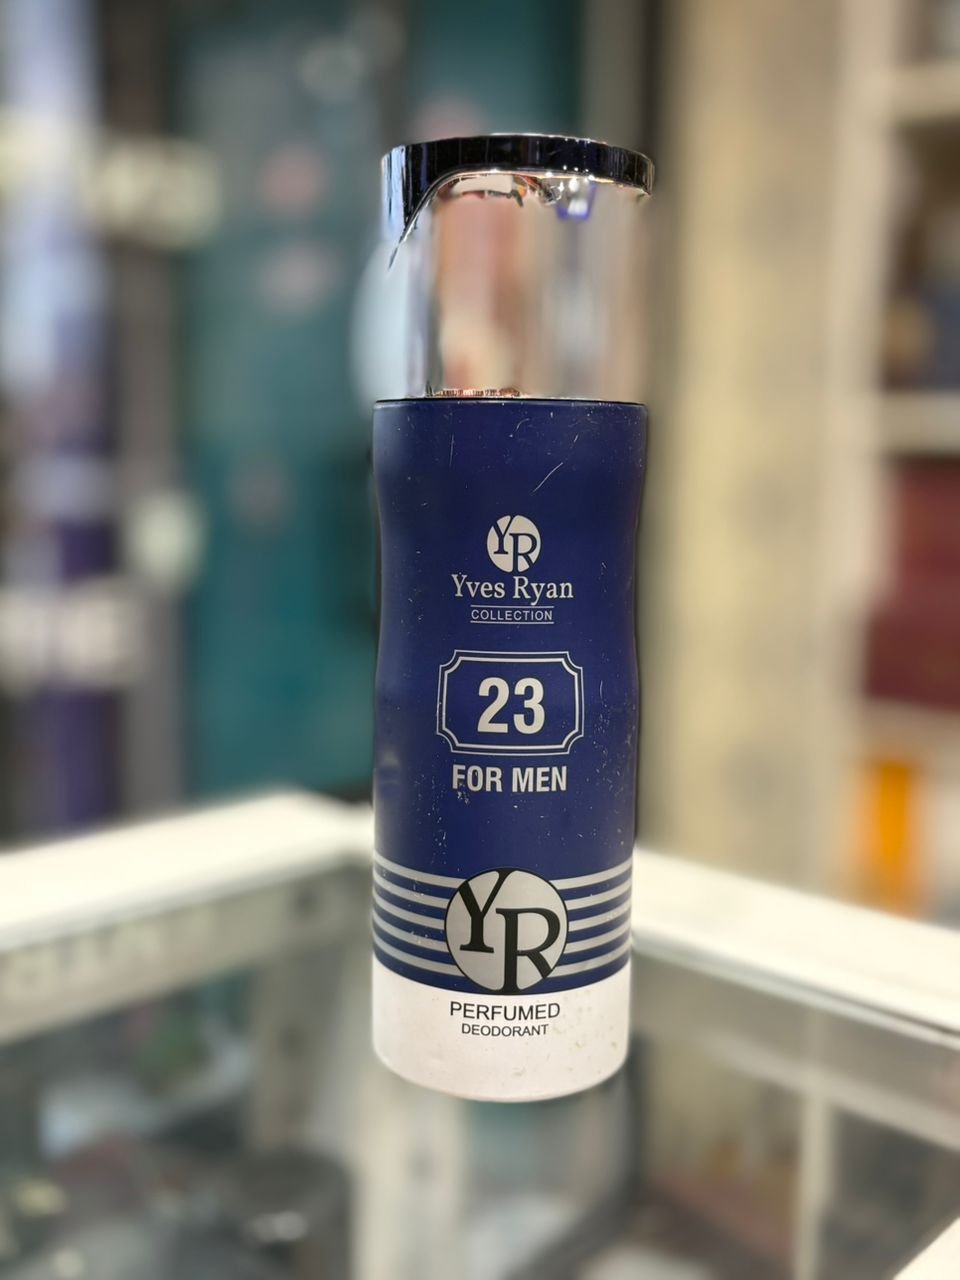 YR
Yves Ryan
COLLECTION
23
FOR MEN
YR
PERFUMED
DEODORANT